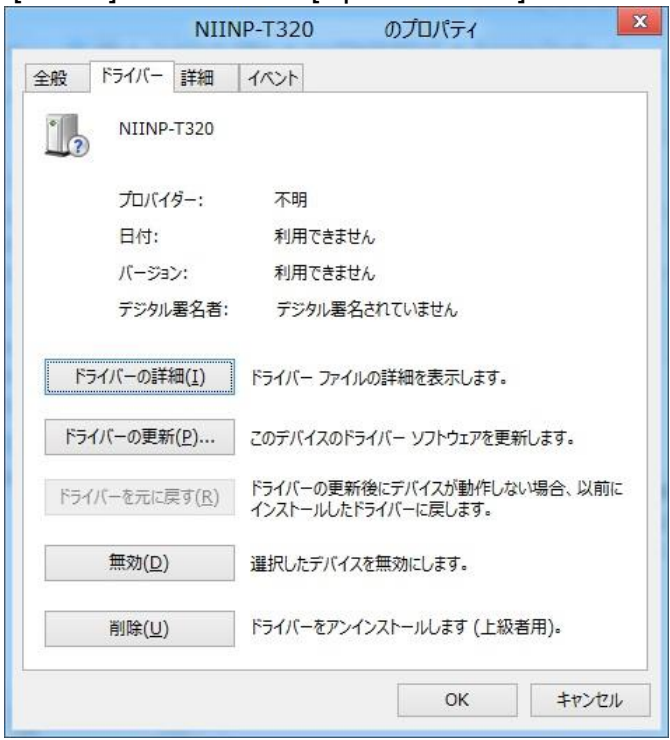 NIINP-T320 のプロパティ
全般 ドライバー 詳細 イベント
NIINP-T320
プロバイダー: 不明
日付: 利用できません
バージョン: 利用できません
デジタル署名者: デジタル署名されていません
ドライバーの詳細(I) ドライバー ファイルの詳細を表示します。
ドライバーの更新(P)... このデバイスのドライバー ソフトウェアを更新します。
ドライバーを元に戻す(R) ドライバーの更新後にデバイスが動作しない場合、以前に
インストールしたドライバーに戻します。
無効(D) 選択したデバイスを無効にします。
削除(U) ドライバーをアンインストールします (上級者用)。
OK キャンセル